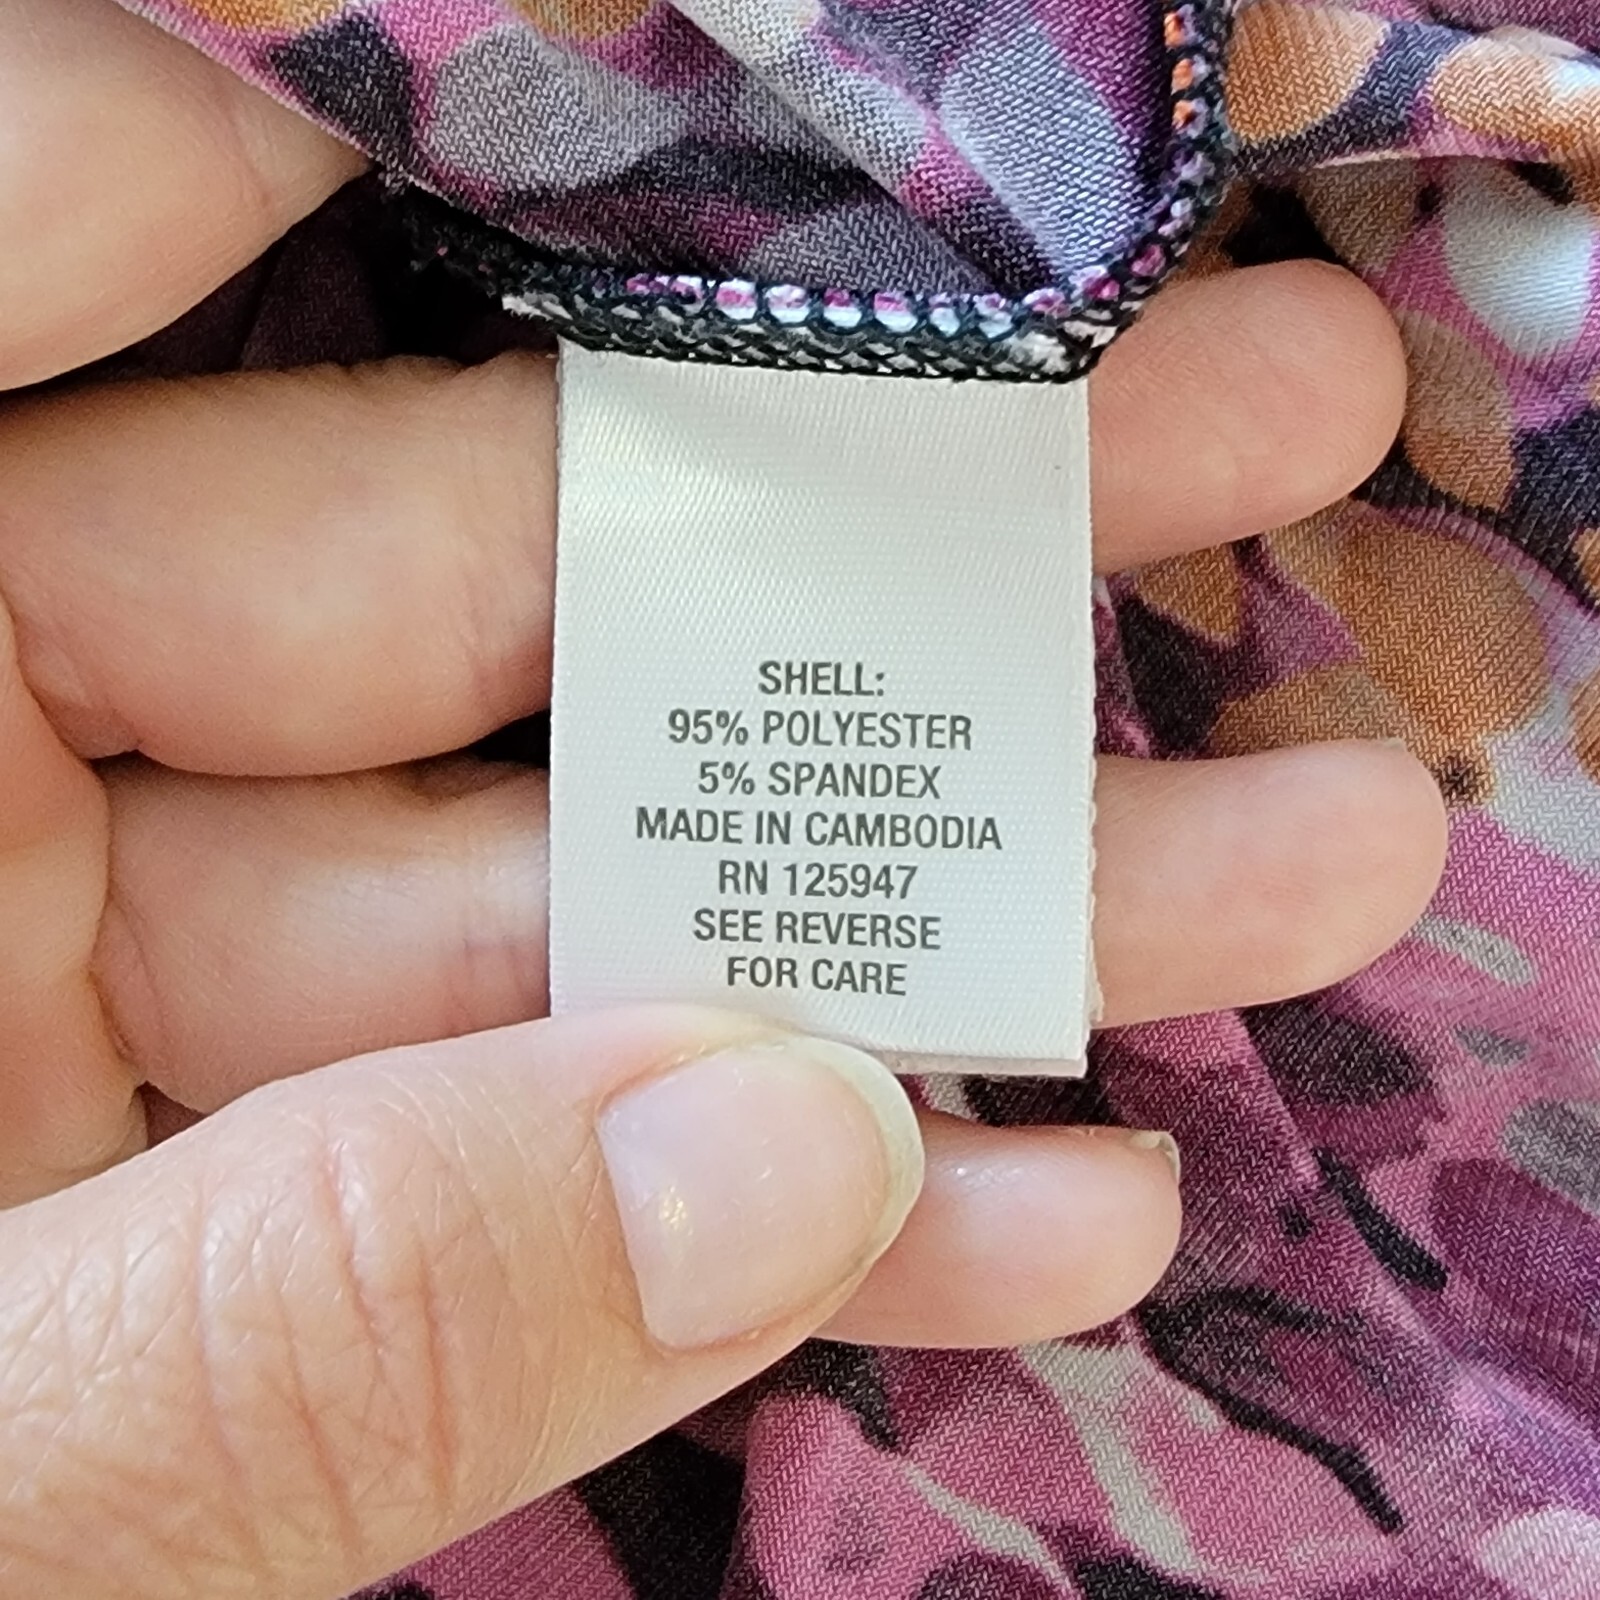 SHELL:
95% POLYESTER
5% SPANDEX
MADE IN CAMBODIA
RN 125947
SEE REVERSE
FOR CARE